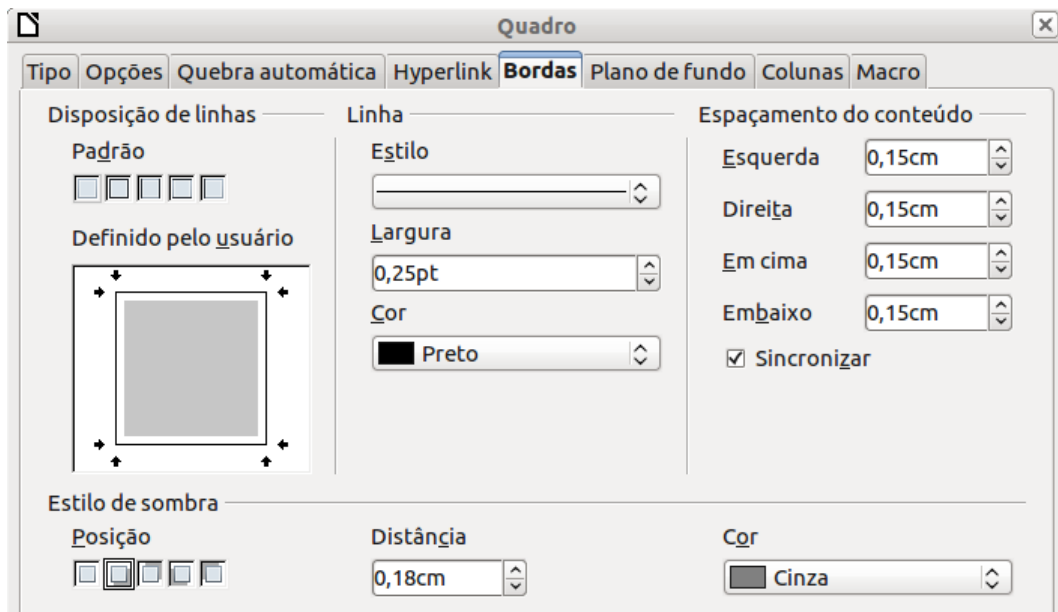 Quadro
Tipo Opções Quebra automática Hyperlink Bordas Plano de fundo Colunas Macro
Disposição de linhas
Padrão
Definido pelo usuário
Linha
Estilo
Largura
0,25pt
Cor
Preto
Espaçamento do conteúdo
Esquerda 0,15cm
Direita 0,15cm
Em cima 0,15cm
Embaixo 0,15cm
Sincronizar
Estilo de sombra
Posição
Distância
0,18cm
Cor
Cinza